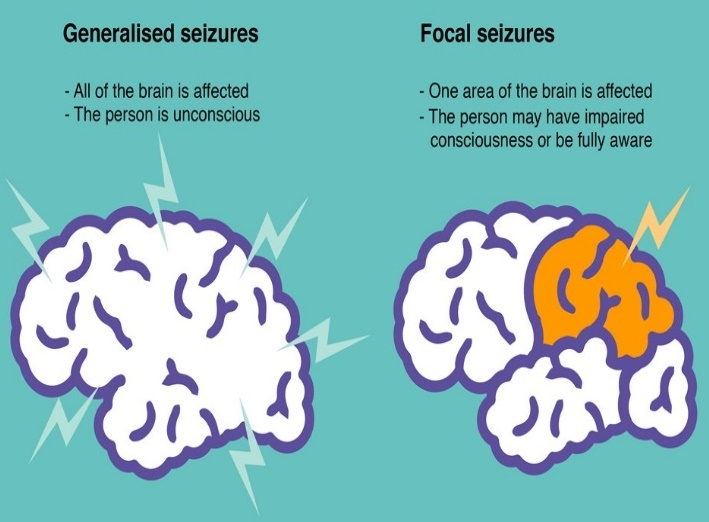 Generalised seizures
- All of the brain is affected
- The person is unconscious
Focal seizures
- One area of the brain is affected
- The person may have impaired
consciousness or be fully aware